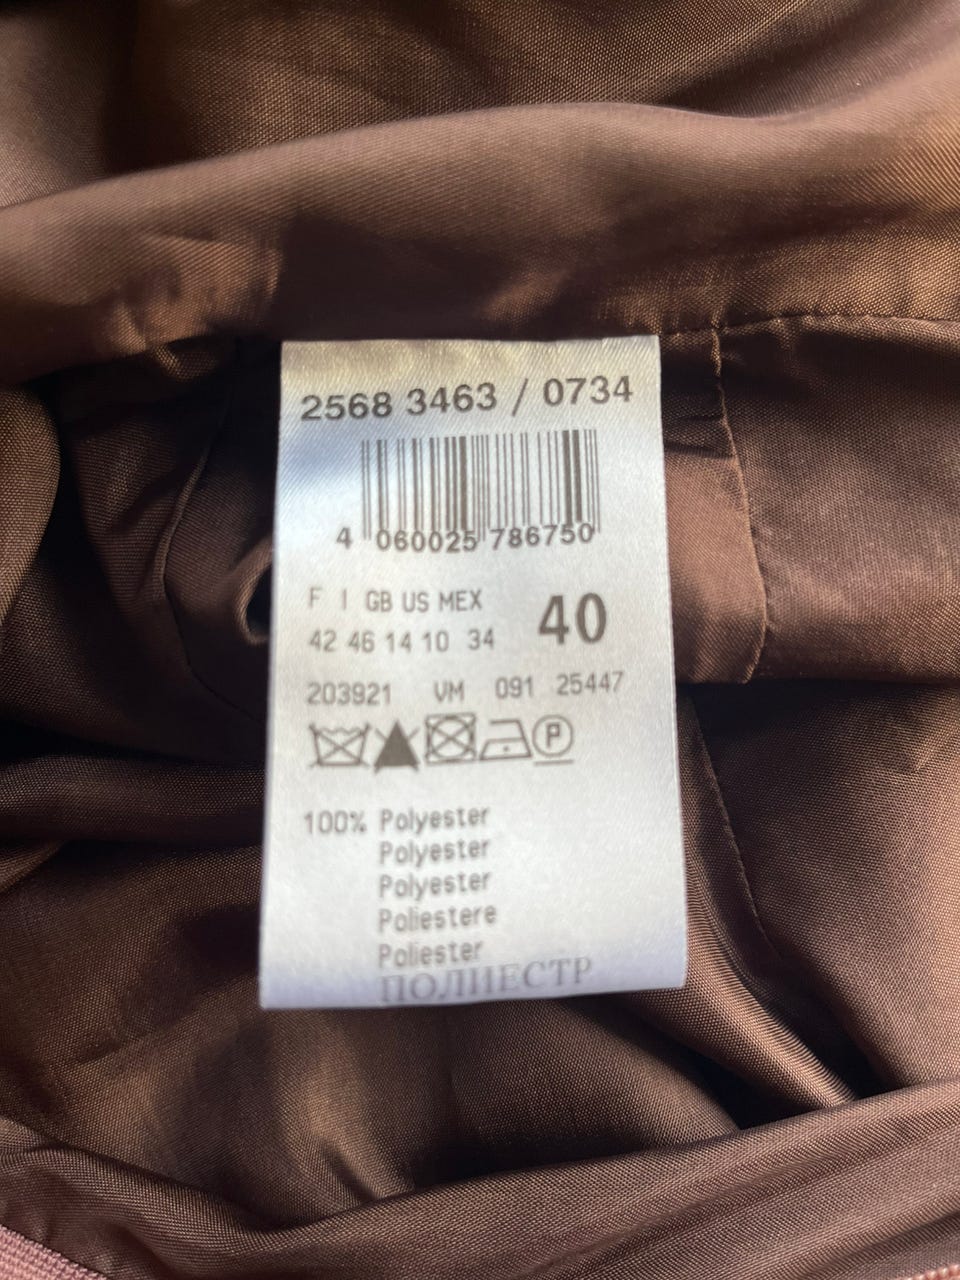 2568 3463 / 0734
4 060025 786750
F I GB US MEX
42 46 14 10 34
40
203921 VM 091 25447
P
100% Polyester
Polyester
Polyester
Poliestere
Poliester
ПОЛИЕСТР